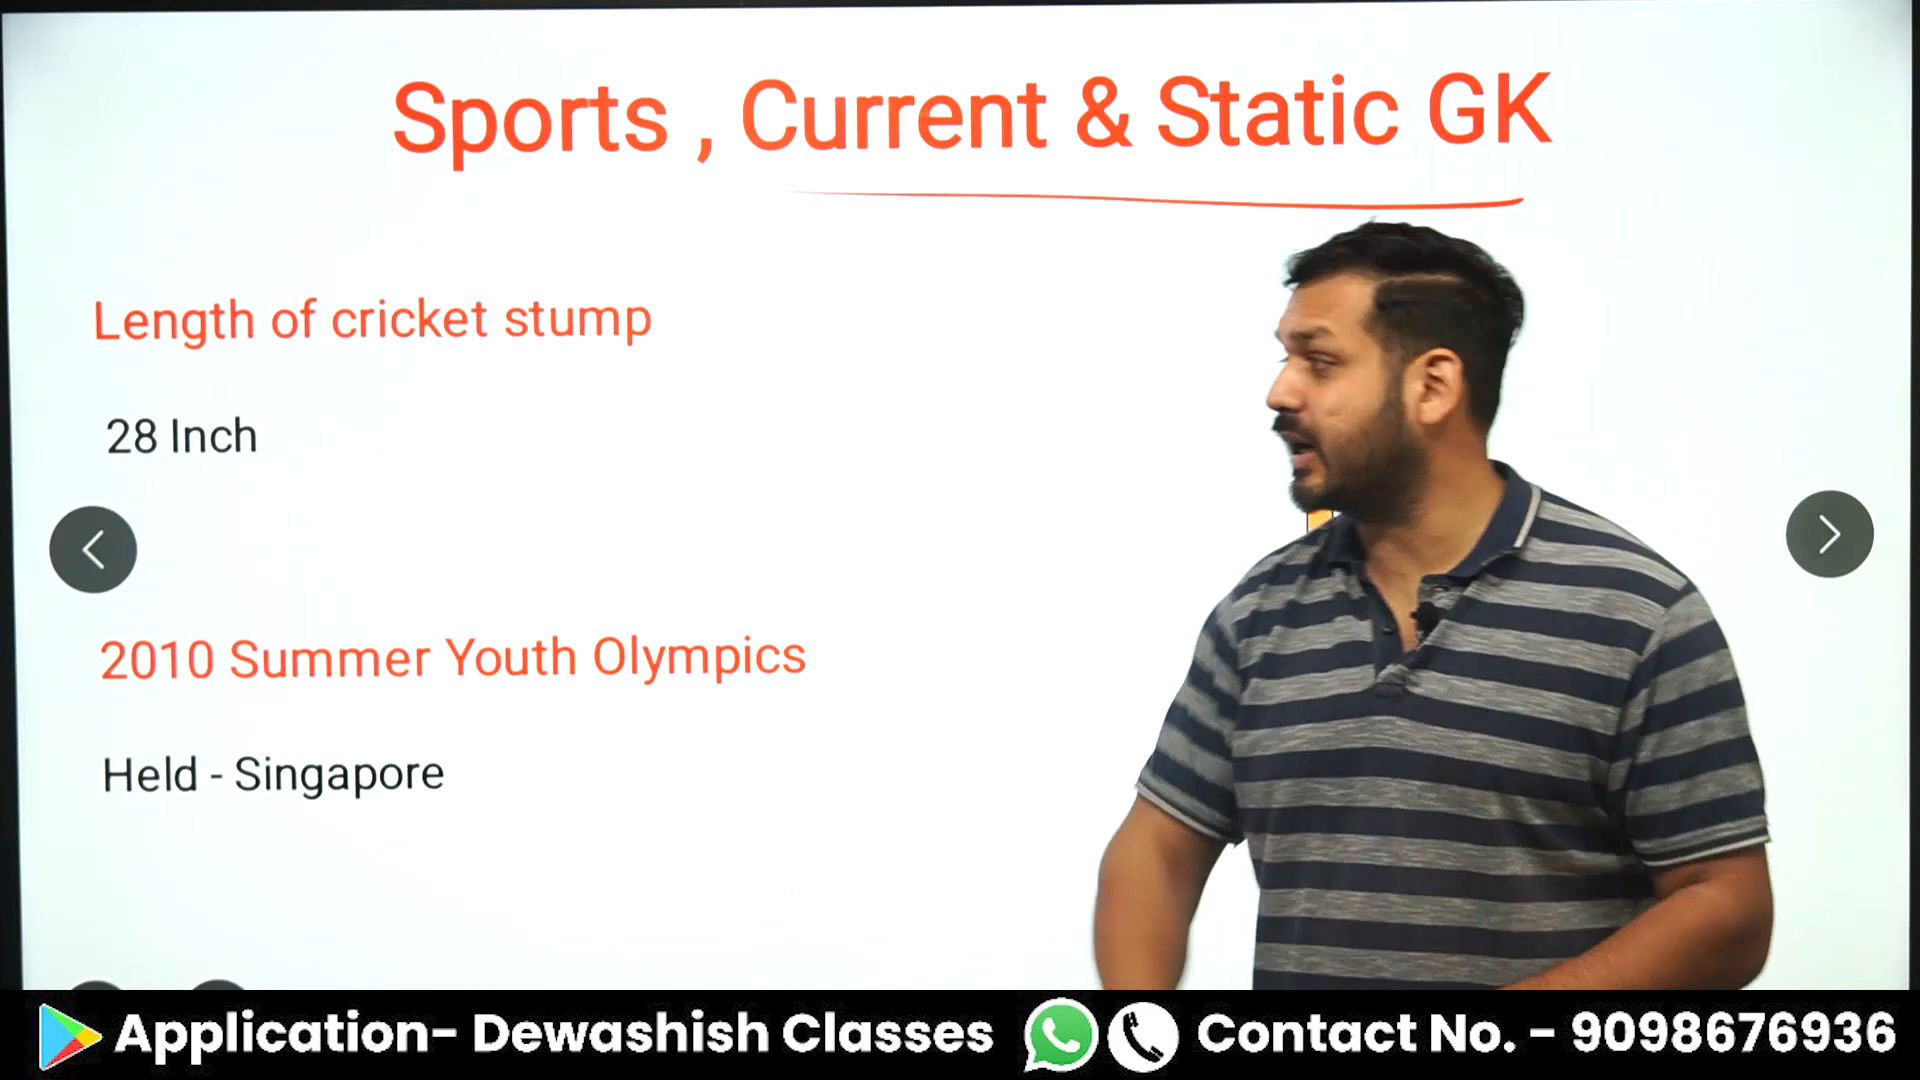 Sports , Current & Static GK
Length of cricket stump
28 Inch
2010 Summer Youth Olympics
Held - Singapore
Application- Dewashish Classes
Contact No. - 9098676936